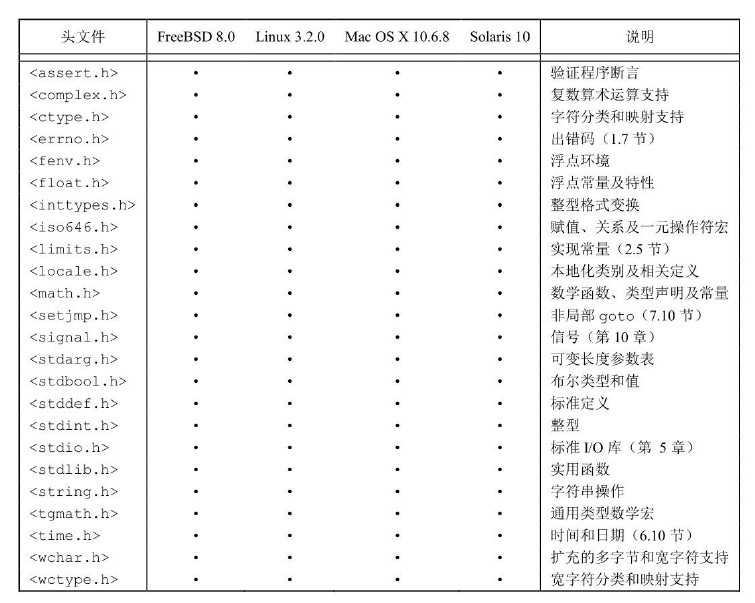 头文件 FreeBSD 8.0 Linux 3.2.0 Mac OS X 10.6.8 Solaris 10 说明
<assert.h> • • • • 验证程序断言
<complex.h> • • • • 复数算术运算支持
<ctype.h> • • • • 字符分类和映射支持
<errno.h> • • • • 出错码（1.7 节）
<fenv.h> • • • • 浮点环境
<float.h> • • • • 浮点常量及特性
<inttypes.h> • • • • 整型格式变换
<iso646.h> • • • • 赋值、关系及一元操作符宏
<limits.h> • • • • 实现常量（2.5 节）
<locale.h> • • • • 本地化类别及相关定义
<math.h> • • • • 数学函数、类型声明及常量
<setjmp.h> • • • • 非局部 goto（7.10 节）
<signal.h> • • • • 信号（第 10 章）
<stdarg.h> • • • • 可变长度参数表
<stdbool.h> • • • • 布尔类型和值
<stddef.h> • • • • 标准定义
<stdint.h> • • • • 整型
<stdio.h> • • • • 标准 I/O 库（第 5 章）
<stdlib.h> • • • • 实用函数
<string.h> • • • • 字符串操作
<tgmath.h> • • • • 通用类型数学宏
<time.h> • • • • 时间和日期（6.10 节）
<wchar.h> • • • • 扩充的多字节和宽字符支持
<wctype.h> • • • • 宽字符分类和映射支持